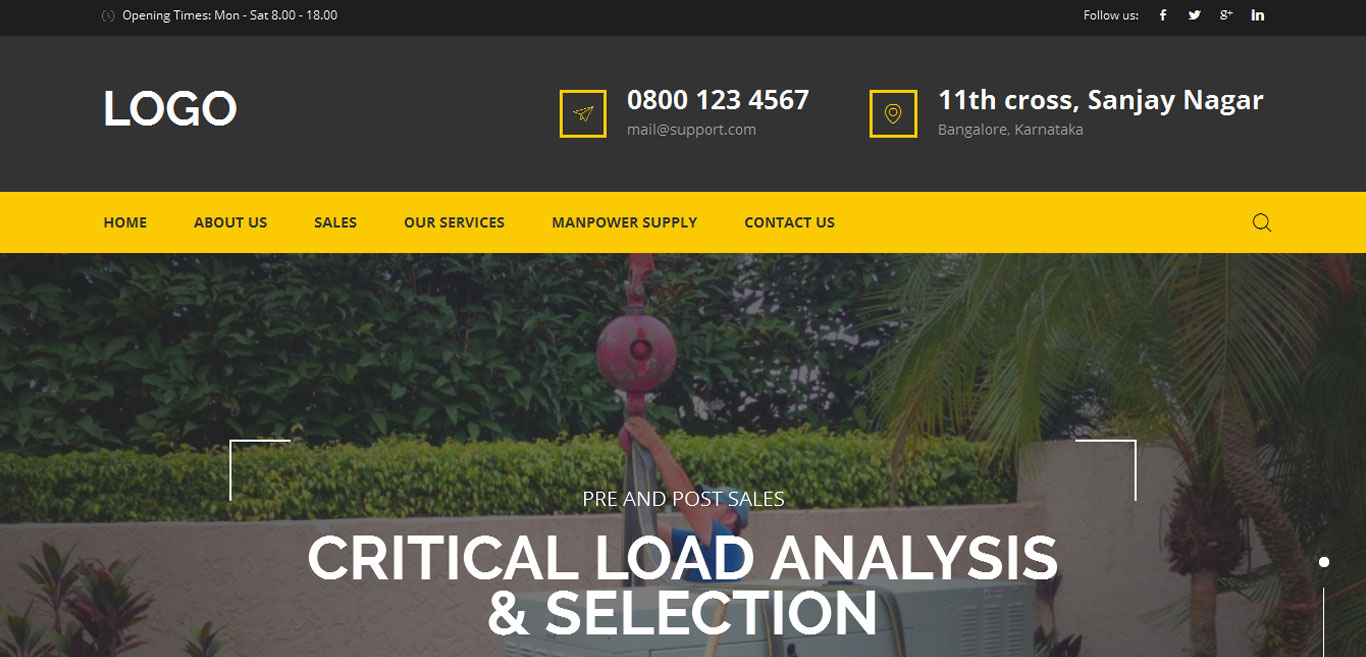 Opening Times: Mon - Sat 8.00 - 18.00
Follow us:
LOGO
0800 123 4567
mail@support.com
11th cross, Sanjay Nagar
Bangalore, Karnataka
HOME ABOUT US SALES OUR SERVICES MANPOWER SUPPLY CONTACT US
PRE AND POST SALES
CRITICAL LOAD ANALYSIS
& SELECTION